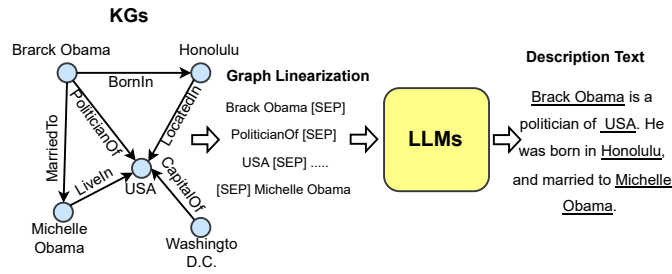 KGs
Brarck Obama
Honolulu
BornIn
MarriedTo
PoliticianOf
LocatedIn
LiveIn
USA
CapitalOf
Michelle
Obama
Washingto
D.C.
Graph Linearization
Brack Obama [SEP]
PoliticianOf [SEP]
USA [SEP] .....
[SEP] Michelle Obama
LLMs
Description Text
Brack Obama is a
politician of USA. He
was born in Honolulu,
and married to Michelle
Obama.